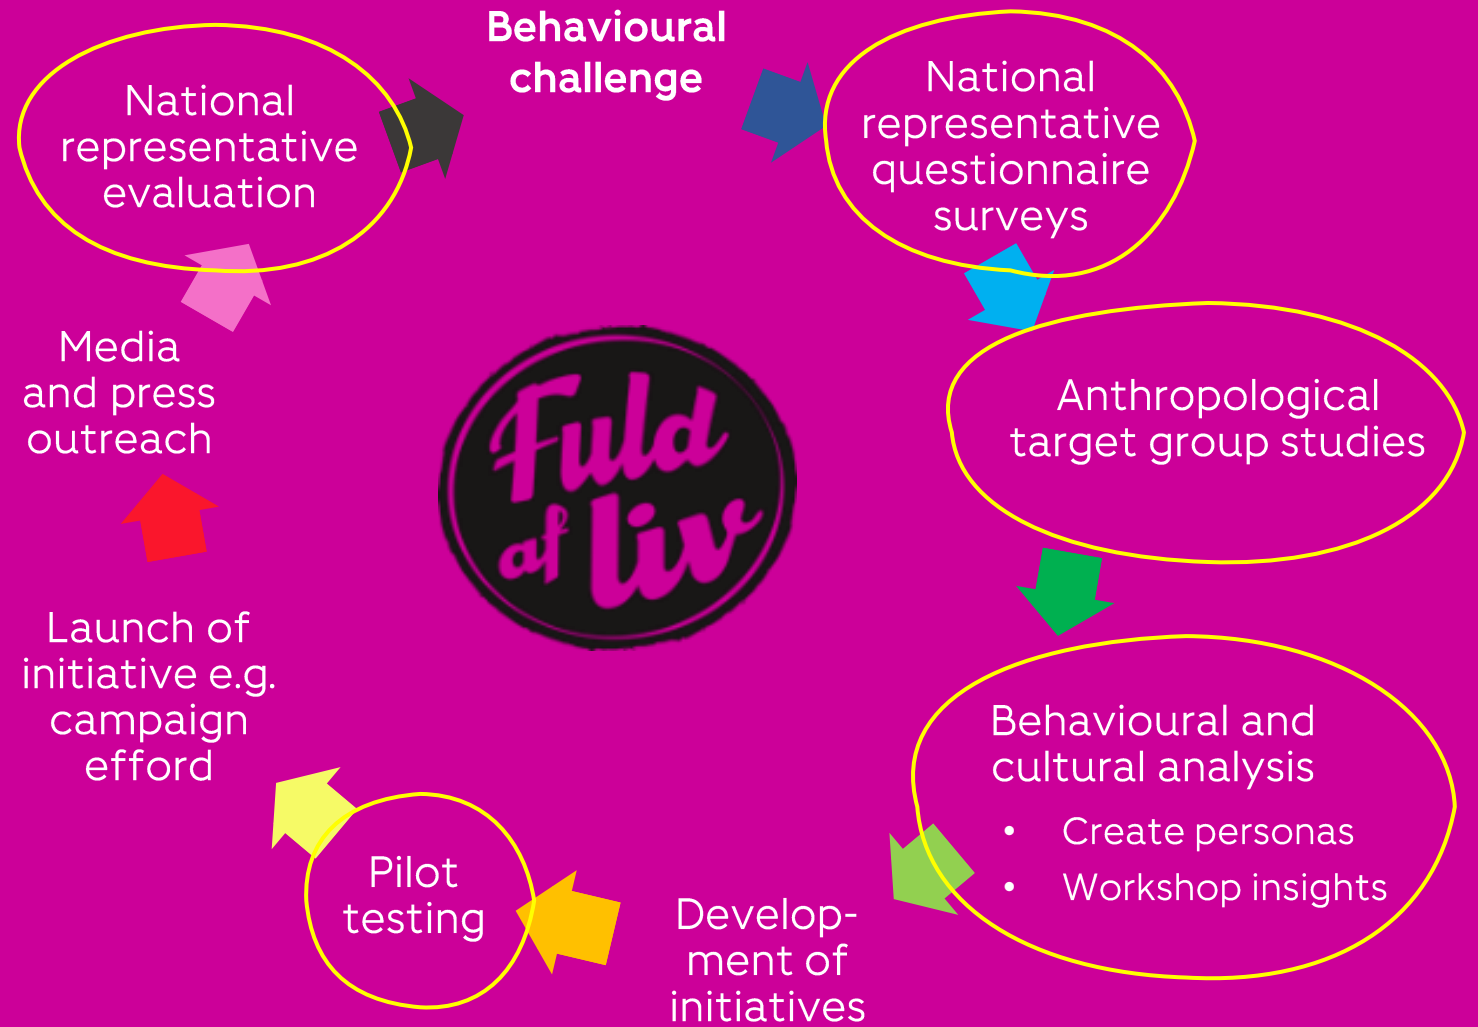 Behavioural
challenge
National
representative
questionnaire
surveys
Anthropological
target group studies
Behavioural and
cultural analysis
• Create personas
• Workshop insights
Develop-
ment of
initiatives
Pilot
testing
Launch of
initiative e.g.
campaign
efford
Media
and press
outreach
National
representative
evaluation
Fuld
af liv